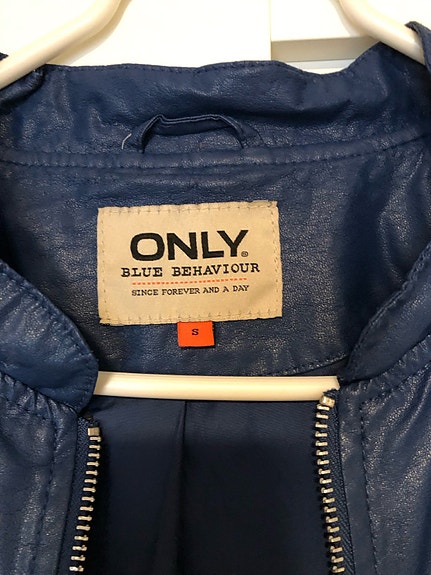 ONLY®
BLUE BEHAVIOUR
SINCE FOREVER AND A DAY
S